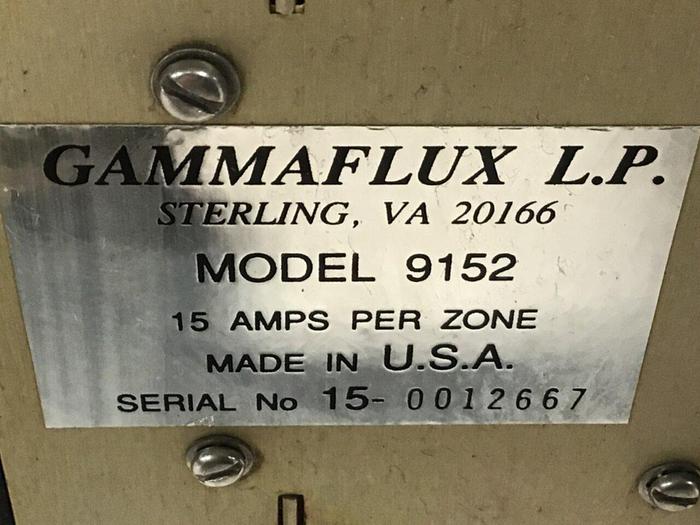 GAMMAFLUX L.P.
STERLING, VA 20166
MODEL 9152
15 AMPS PER ZONE
MADE IN U.S.A.
SERIAL No 15- 0012667